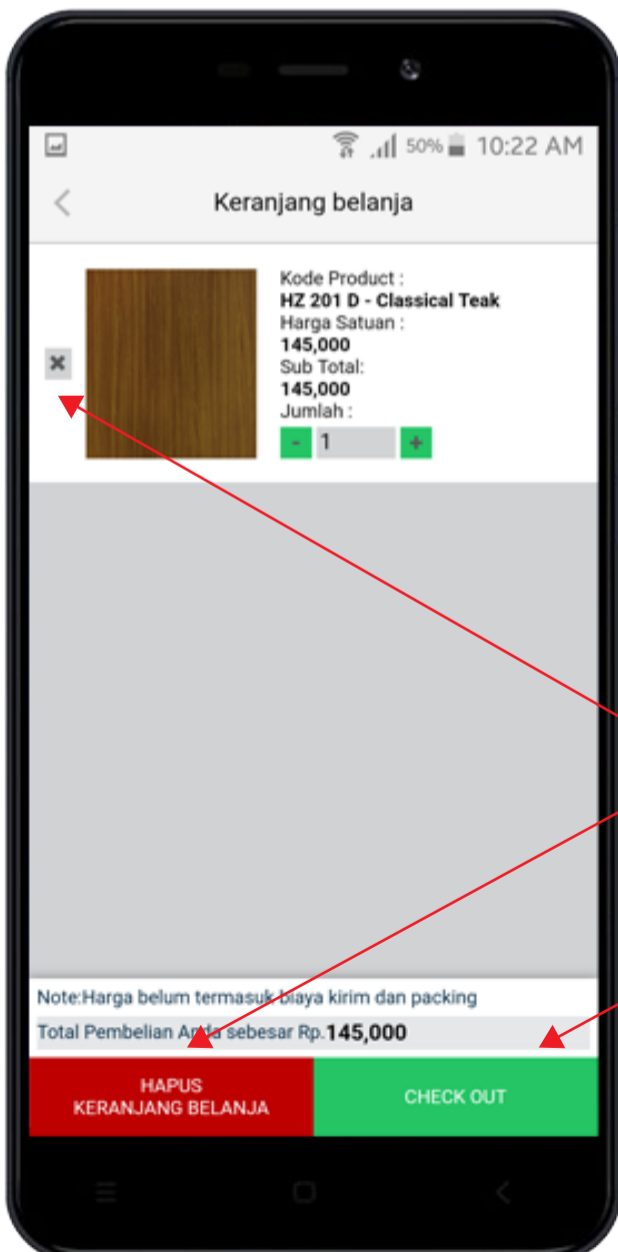 50% 10:22 AM
Keranjang belanja
Kode Product :
HZ 201 D - Classical Teak
Harga Satuan :
145,000
Sub Total:
145,000
Jumlah :
- 1 +
Note:Harga belum termasuk biaya kirim dan packing
Total Pembelian Anda sebesar Rp.145,000
HAPUS
KERANJANG BELANJA
CHECK OUT